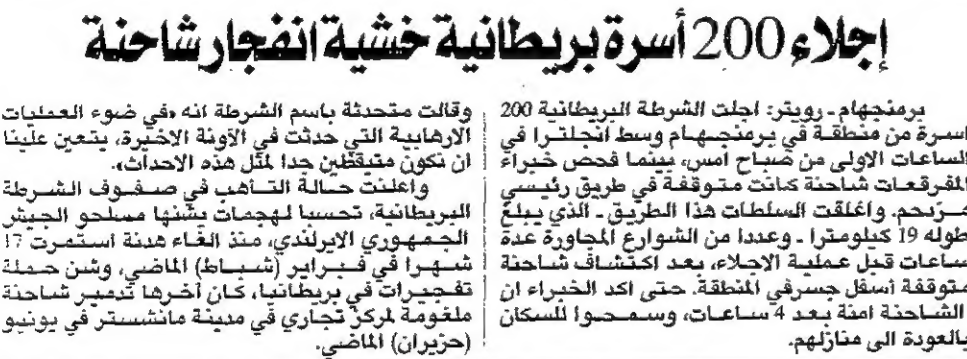 إجلاء 200 أسرة بريطانية خشية انفجار شاحنة
برمنجهام ـ رويتر: اجلت الشرطة البريطانية 200
اسرة من منطقة في برمنجهام وسط انجلترا في
الساعات الاولى من صباح امس، بينما فحص خبراء
المفرقعات شاحنة كانت متوقفة في طريق رئيسي
مزدحم. واغلقت السلطات هذا الطريق ـ الذي يبلغ
طوله 19 كيلومترا ـ وعددا من الشوارع المجاورة عدة
ساعات قبل عملية الاجلاء، بعد اكتشاف شاحنة
متوقفة أسفل جسر في المنطقة. حتى اكد الخبراء ان
الشاحنة امنة بعد 4 ساعات، وسمحوا للسكان
بالعودة الى منازلهم.
وقالت متحدثة باسم الشرطة انه «في ضوء العمليات
الارهابية التي حدثت في الآونة الاخيرة، يتعين علينا
ان نكون متيقظين جدا لمثل هذه الاحداث».
واعلنت حالة التأهب في صفوف الشرطة
البريطانية، تحسبا لهجمات يشنها مسلحو الجيش
الجمهوري الايرلندي، منذ الغاء هدنة استمرت 17
شهرا في فبراير (شباط) الماضي، وشن حملة
تفجيرات في بريطانيا، كان آخرها تدمير شاحنة
ملغومة لمركز تجاري في مدينة مانشستر في يونيو
(حزيران) الماضي.